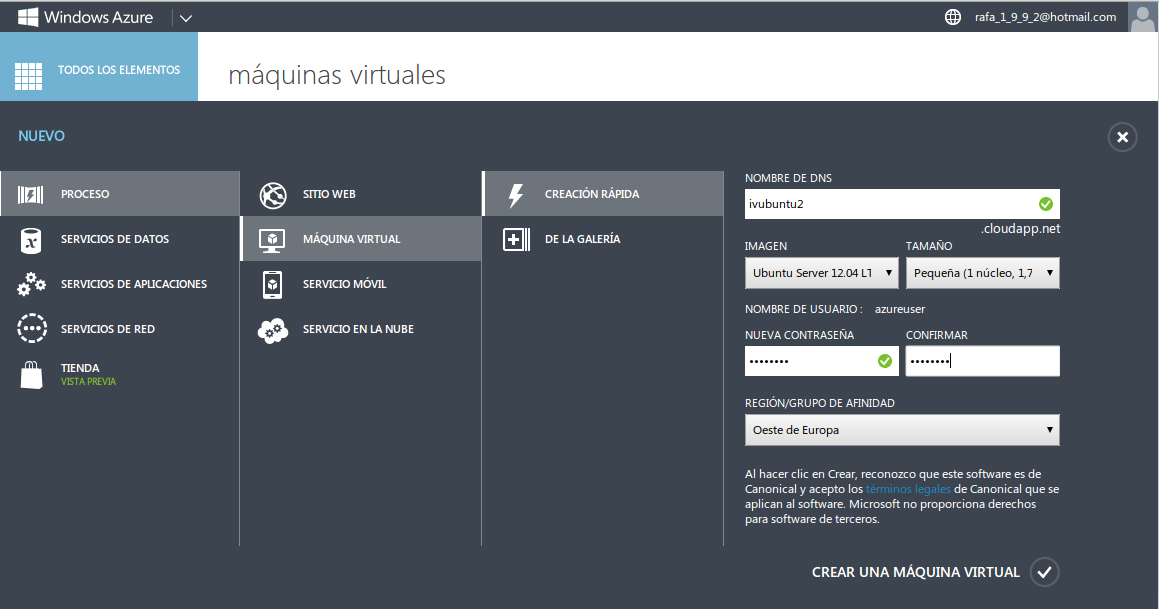 Windows Azure
rafa_1_9_9_2@hotmail.com
TODOS LOS ELEMENTOS
máquinas virtuales
NUEVO
PROCESO
SERVICIOS DE DATOS
SERVICIOS DE APLICACIONES
SERVICIOS DE RED
TIENDA
VISTA PREVIA
SITIO WEB
MÁQUINA VIRTUAL
SERVICIO MÓVIL
SERVICIO EN LA NUBE
CREACIÓN RÁPIDA
DE LA GALERÍA
NOMBRE DE DNS
ivubuntu2
.cloudapp.net
IMAGEN TAMAÑO
Ubuntu Server 12.04 LT Pequeña (1 núcleo, 1,7
NOMBRE DE USUARIO : azureuser
NUEVA CONTRASEÑA CONFIRMAR
•••••••• ••••••••
REGIÓN/GRUPO DE AFINIDAD
Oeste de Europa
Al hacer clic en Crear, reconozco que este software es de
Canonical y acepto los términos legales de Canonical que se
aplican al software. Microsoft no proporciona derechos
para software de terceros.
CREAR UNA MÁQUINA VIRTUAL